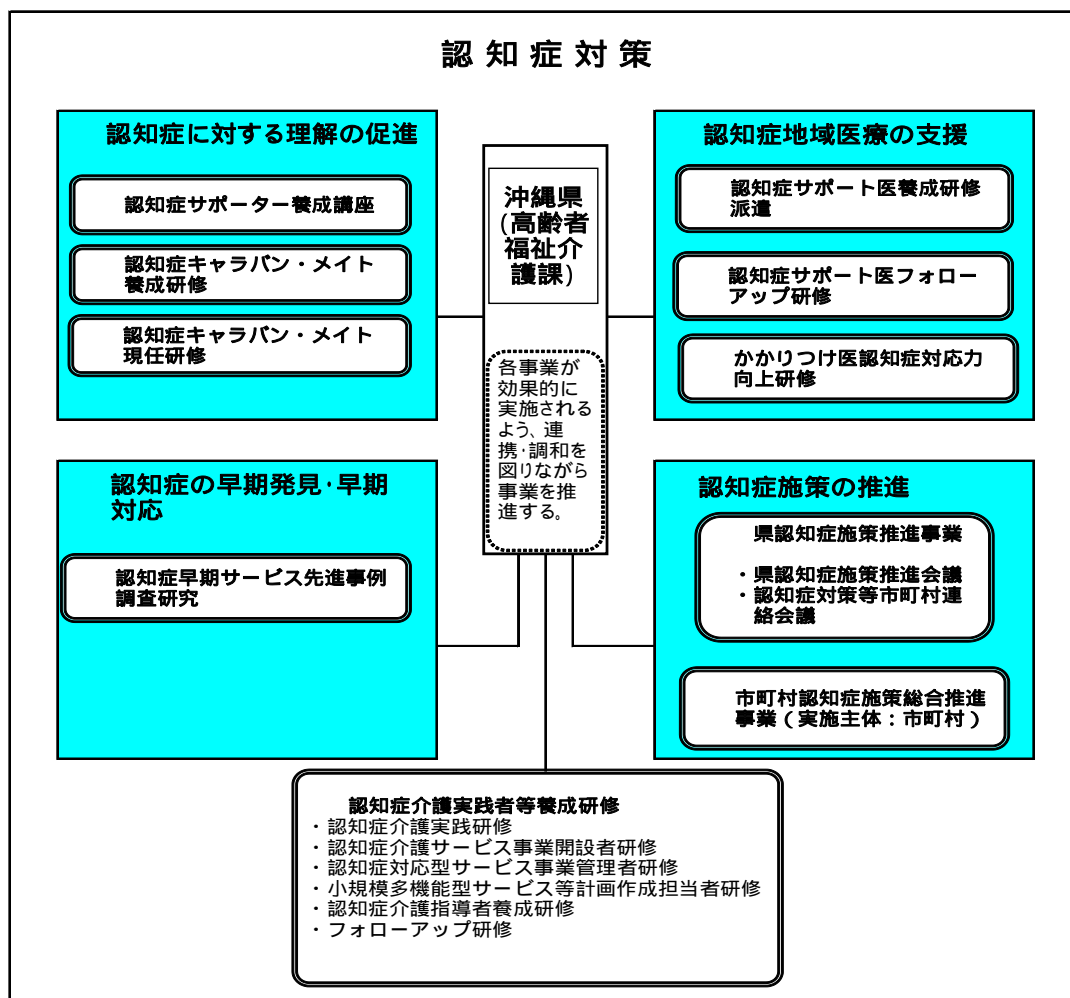 認知症対策
認知症に対する理解の促進
認知症サポーター養成講座
認知症キャラバン・メイト
養成研修
認知症キャラバン・メイト
現任研修
沖縄県
(高齢者
福祉介
護課)
各事業が
効果的に
実施される
よう、連
携・調和を
図りながら
事業を推
進する。
認知症地域医療の支援
認知症サポート医養成研修
派遣
認知症サポート医フォロー
アップ研修
かかりつけ医認知症対応力
向上研修
認知症の早期発見・早期
対応
認知症早期サービス先進事例
調査研究
認知症施策の推進
県認知症施策推進事業
・県認知症施策推進会議
・認知症対策等市町村連
絡会議
市町村認知症施策総合推進
事業(実施主体:市町村)
認知症介護実践者等養成研修
・認知症介護実践研修
・認知症介護サービス事業開設者研修
・認知症対応型サービス事業管理者研修
・小規模多機能型サービス等計画作成担当者研修
・認知症介護指導者養成研修
・フォローアップ研修